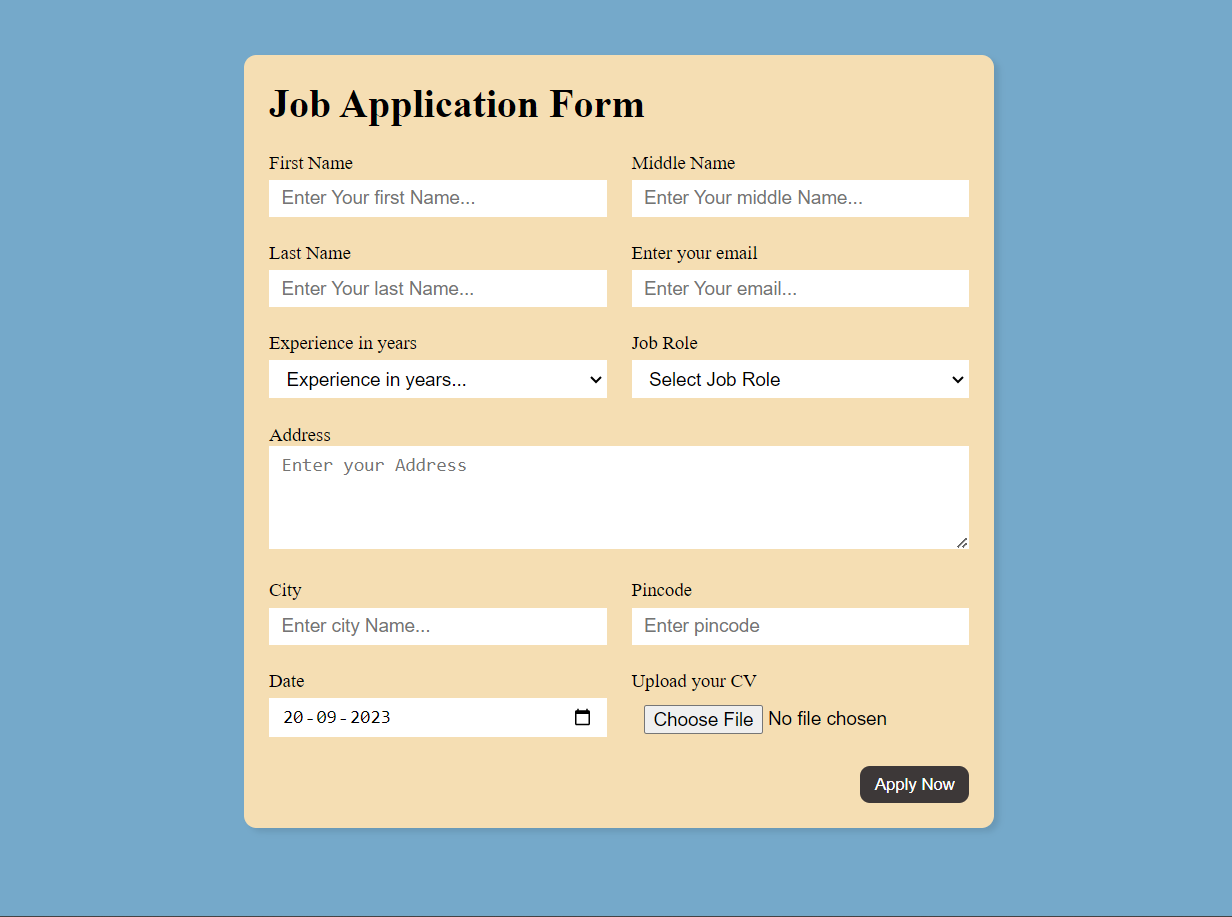 Job Application Form
First Name
Middle Name
Enter Your first Name...
Enter Your middle Name...
Last Name
Enter your email
Enter Your last Name...
Enter Your email...
Experience in years
Job Role
Experience in years...
Select Job Role
Address
Enter your Address
City
Pincode
Enter city Name...
Enter pincode
Date
Upload your CV
20-09-2023
Choose File No file chosen
Apply Now